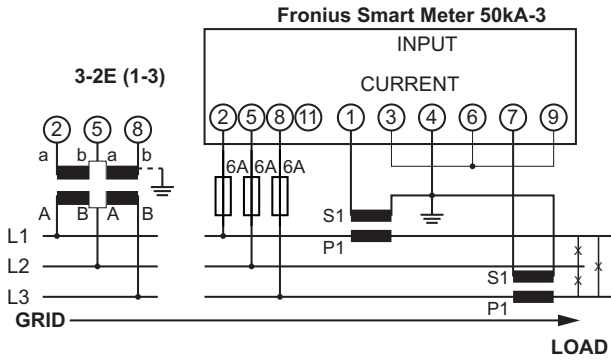 Fronius Smart Meter 50kA-3
INPUT
3-2E (1-3)
CURRENT
2 5 8
2 5 8 11 1 3 4 6 7 9
a b a b
6A 6A 6A
A B A B
S1
L1
P1
L2
S1
L3
P1
GRID
LOAD